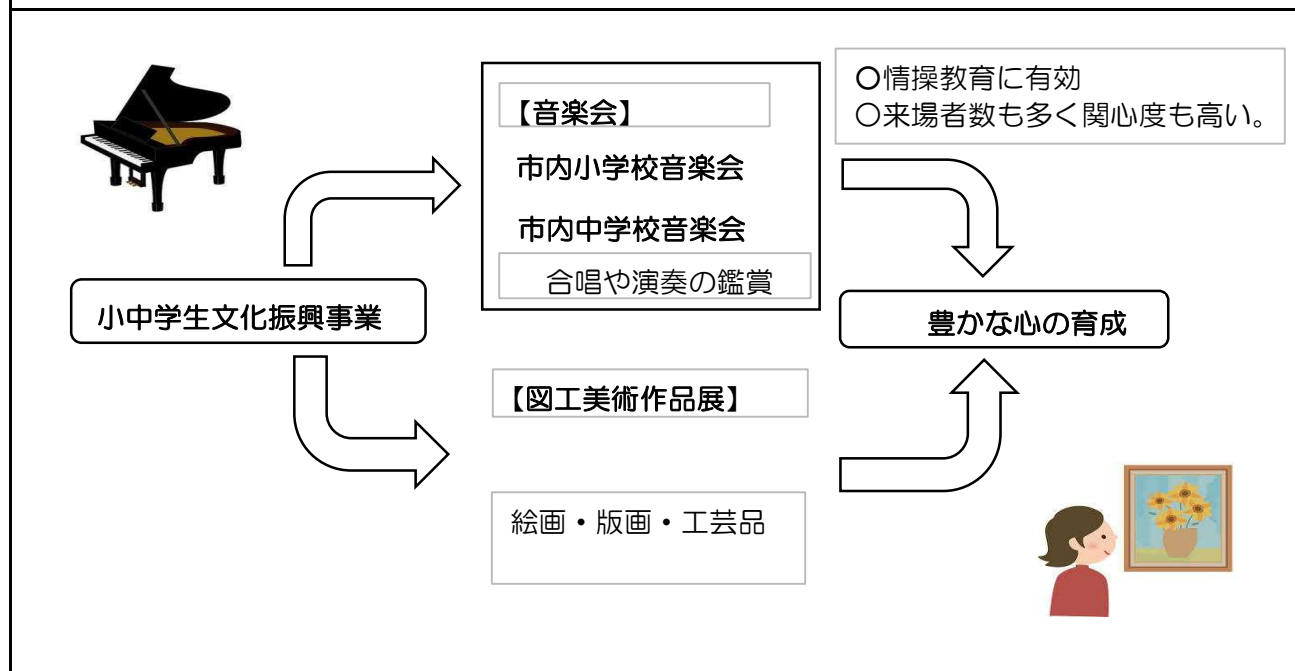 小中学生文化振興事業
【音楽会】
市内小学校音楽会
市内中学校音楽会
合唱や演奏の鑑賞
【図工美術作品展】
絵画・版画・工芸品
〇情操教育に有効
〇来場者数も多く関心度も高い。
豊かな心の育成